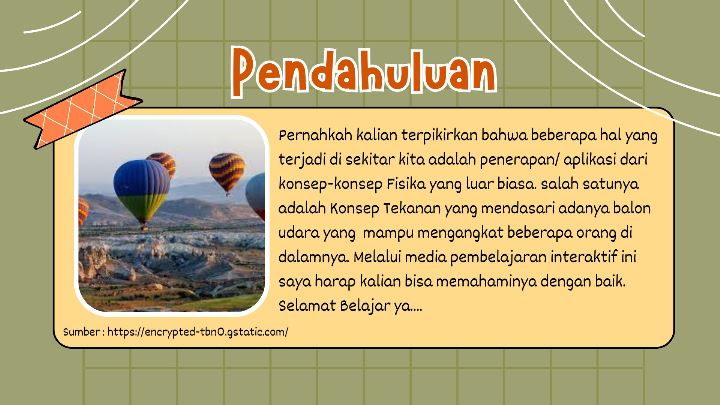 Pendahuluan
Pernahkah kalian terpikirkan bahwa beberapa hal yang
terjadi di sekitar kita adalah penerapan/ aplikasi dari
konsep-konsep Fisika yang luar biasa. salah satunya
adalah Konsep Tekanan yang mendasari adanya balon
udara yang mampu mengangkat beberapa orang di
dalamnya. Melalui media pembelajaran interaktif ini
saya harap kalian bisa memahaminya dengan baik.
Selamat Belajar ya....
Sumber : https://encrypted-tbn0.gstatic.com/